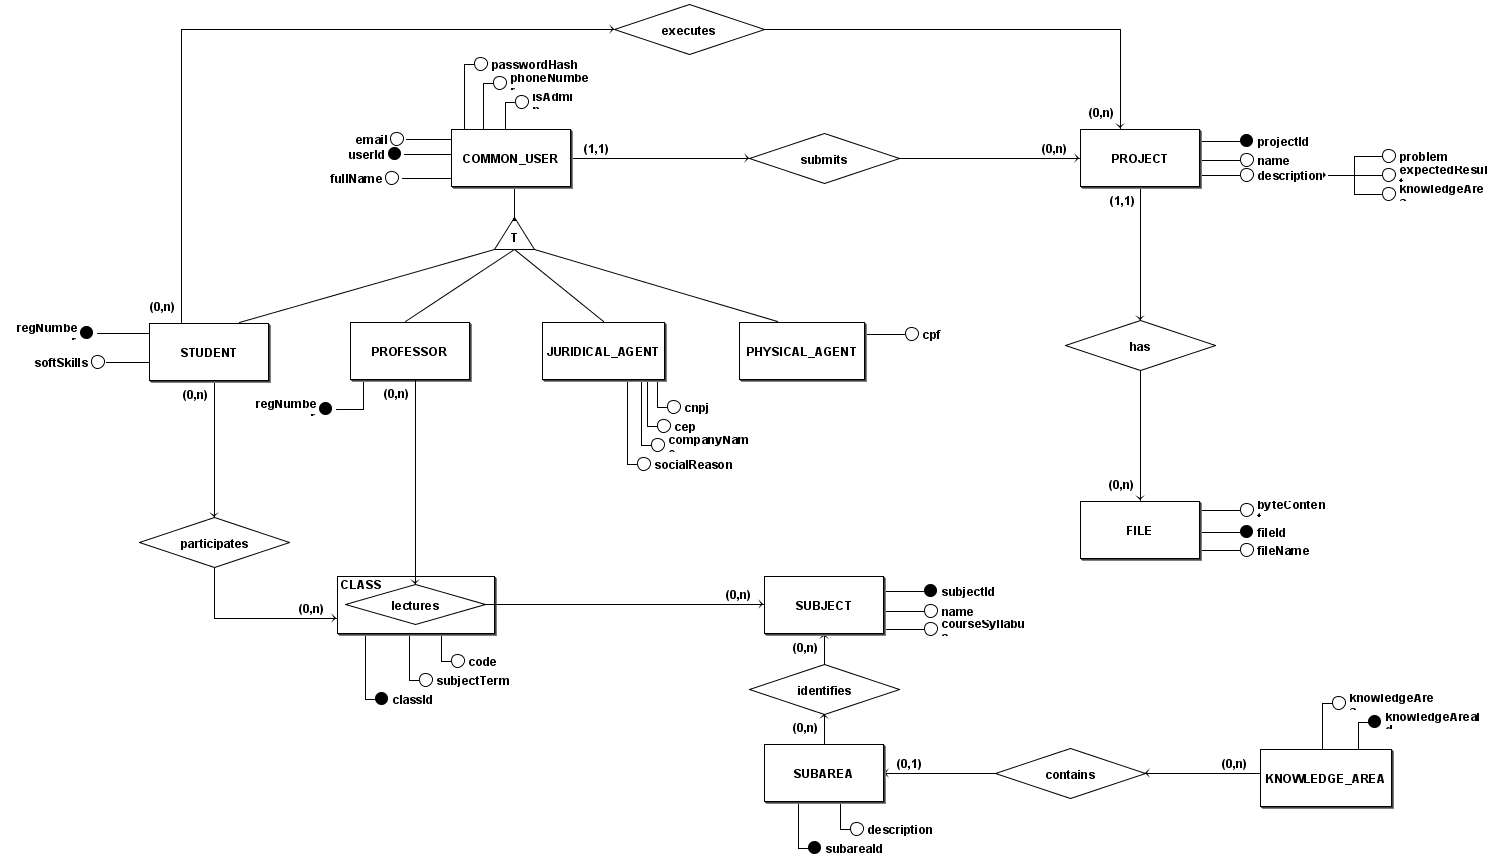 executes
passwordHash
phoneNumbe
isAdmi
email
userId
fullName
COMMON_USER
(1,1)
submits
(0,n)
(0,n)
PROJECT
projectId
name
description
problem
expectedResul
knowledgeAre
(1,1)
T
(0,n)
regNumbe
softSkills
STUDENT
PROFESSOR
JURIDICAL_AGENT
PHYSICAL_AGENT
cpf
has
(0,n)
regNumbe
(0,n)
cnpj
cep
companyNam
socialReason
(0,n)
byteConten
fileId
fileName
FILE
participates
(0,n)
CLASS
lectures
(0,n)
SUBJECT
subjectId
name
courseSyllabu
code
subjectTerm
classId
(0,n)
identifies
(0,n)
SUBAREA
(0,1)
contains
(0,n)
knowledgeAre
knowledgeAreaI
KNOWLEDGE_AREA
description
subareaId